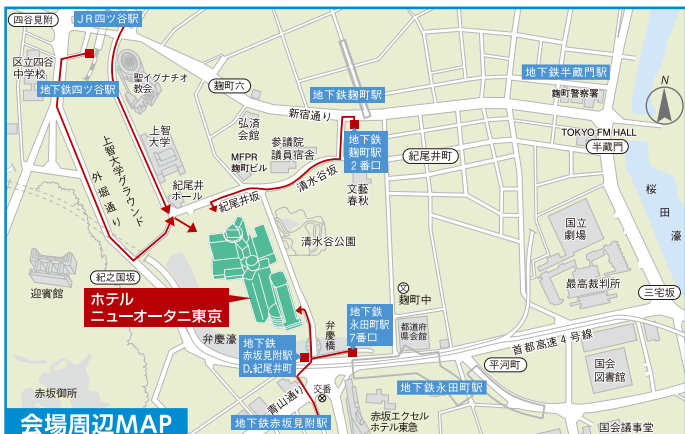 四谷見附
JR四ツ谷駅
区立四谷
中学校
地下鉄四ツ谷駅
聖イグナチオ
教会
麹町六
地下鉄麹町駅
地下鉄半蔵門駅
麹町警察署
N
新宿通り
弘済
会館
上智
大学
参議院
議員宿舎
MFPR
麹町ビル
地下鉄
麹町駅
2番口
紀尾井町
TOKYO FM HALL
半蔵門
上智大学グラウンド
外堀通り
紀尾井
ホール
紀尾井坂
清水谷坂
文藝
春秋
桜田濠
国立
劇場
清水谷公園
紀之国坂
迎賓館
ホテル
ニューオータニ東京
文
麹町中
最高裁判所
三宅坂
弁慶濠
地下鉄
赤坂見附駅
D.紀尾井町
弁慶橋
地下鉄
永田町駅
7番口
都道府
県会館
首都高速4号線
平河町
国会
図書館
赤坂御所
青山通り
交番
地下鉄永田町駅
地下鉄赤坂見附駅
赤坂エクセル
ホテル東急
国会議事堂
会場周辺MAP